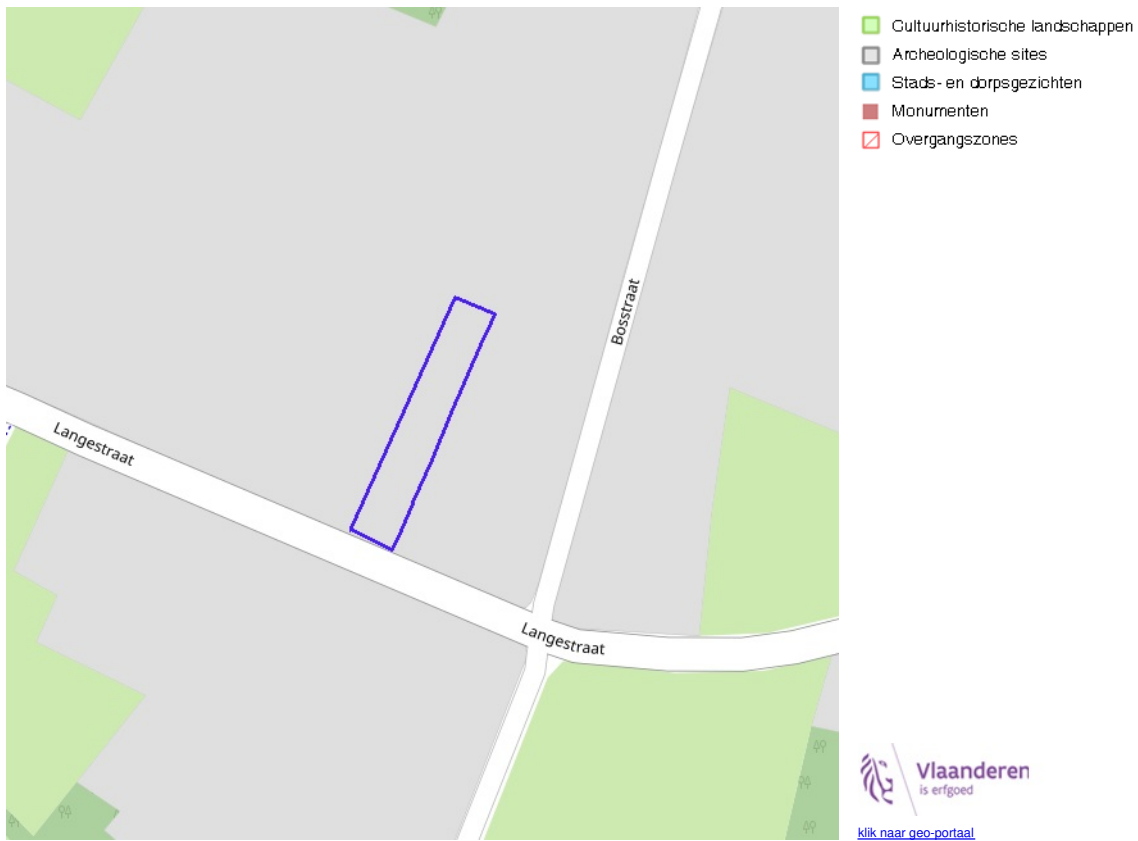 Cultuurhistorische landschappen
Archeologische sites
Stads- en dorpsgezichten
Monumenten
Overgangszones
Bosstraat
Langestraat
Langestraat
Vlaanderen
is erfgoed
klik naar geo-portaal